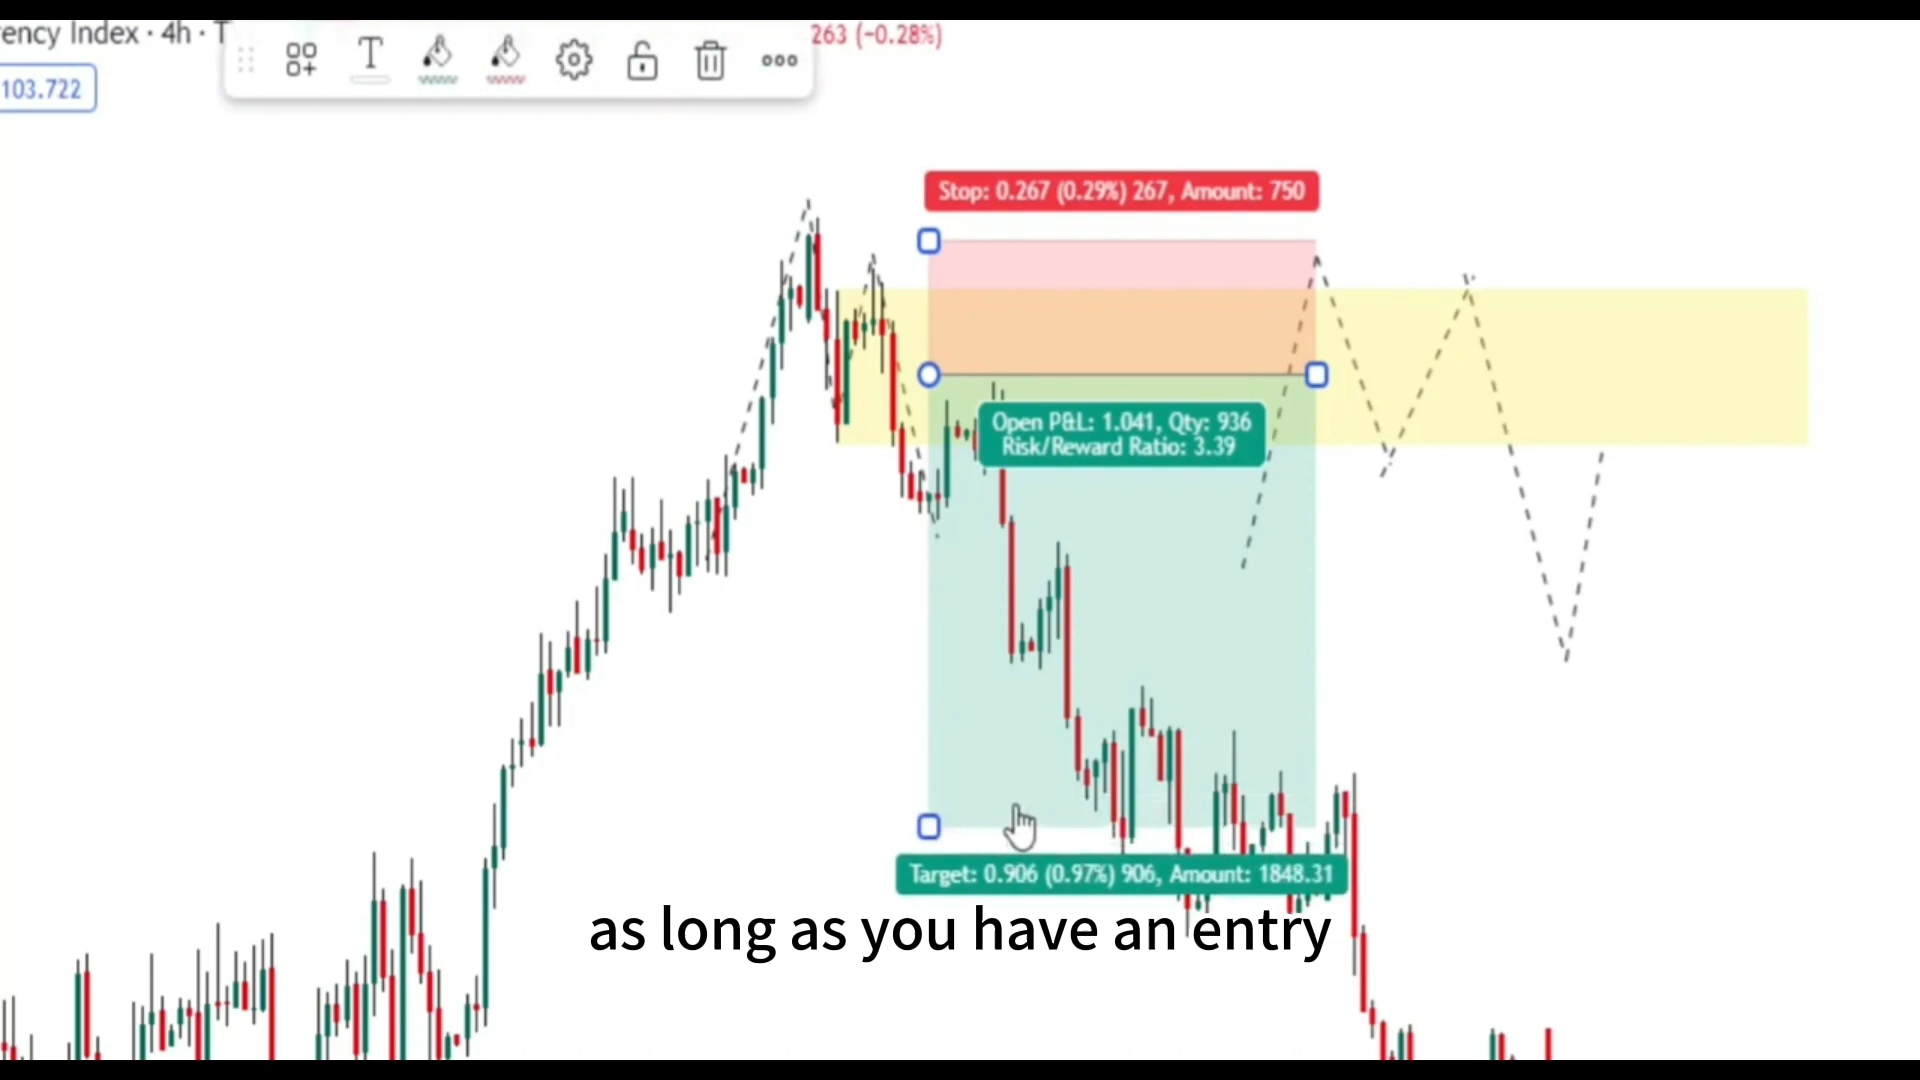 rency Index · 4h · T
263 (−0.28%)
103.722
Stop: 0.267 (0.29%) 267, Amount: 750
Open P&L: 1.041, Qty: 936
Risk/Reward Ratio: 3.39
Target: 0.906 (0.97%) 906, Amount: 1848.31
as long as you have an entry